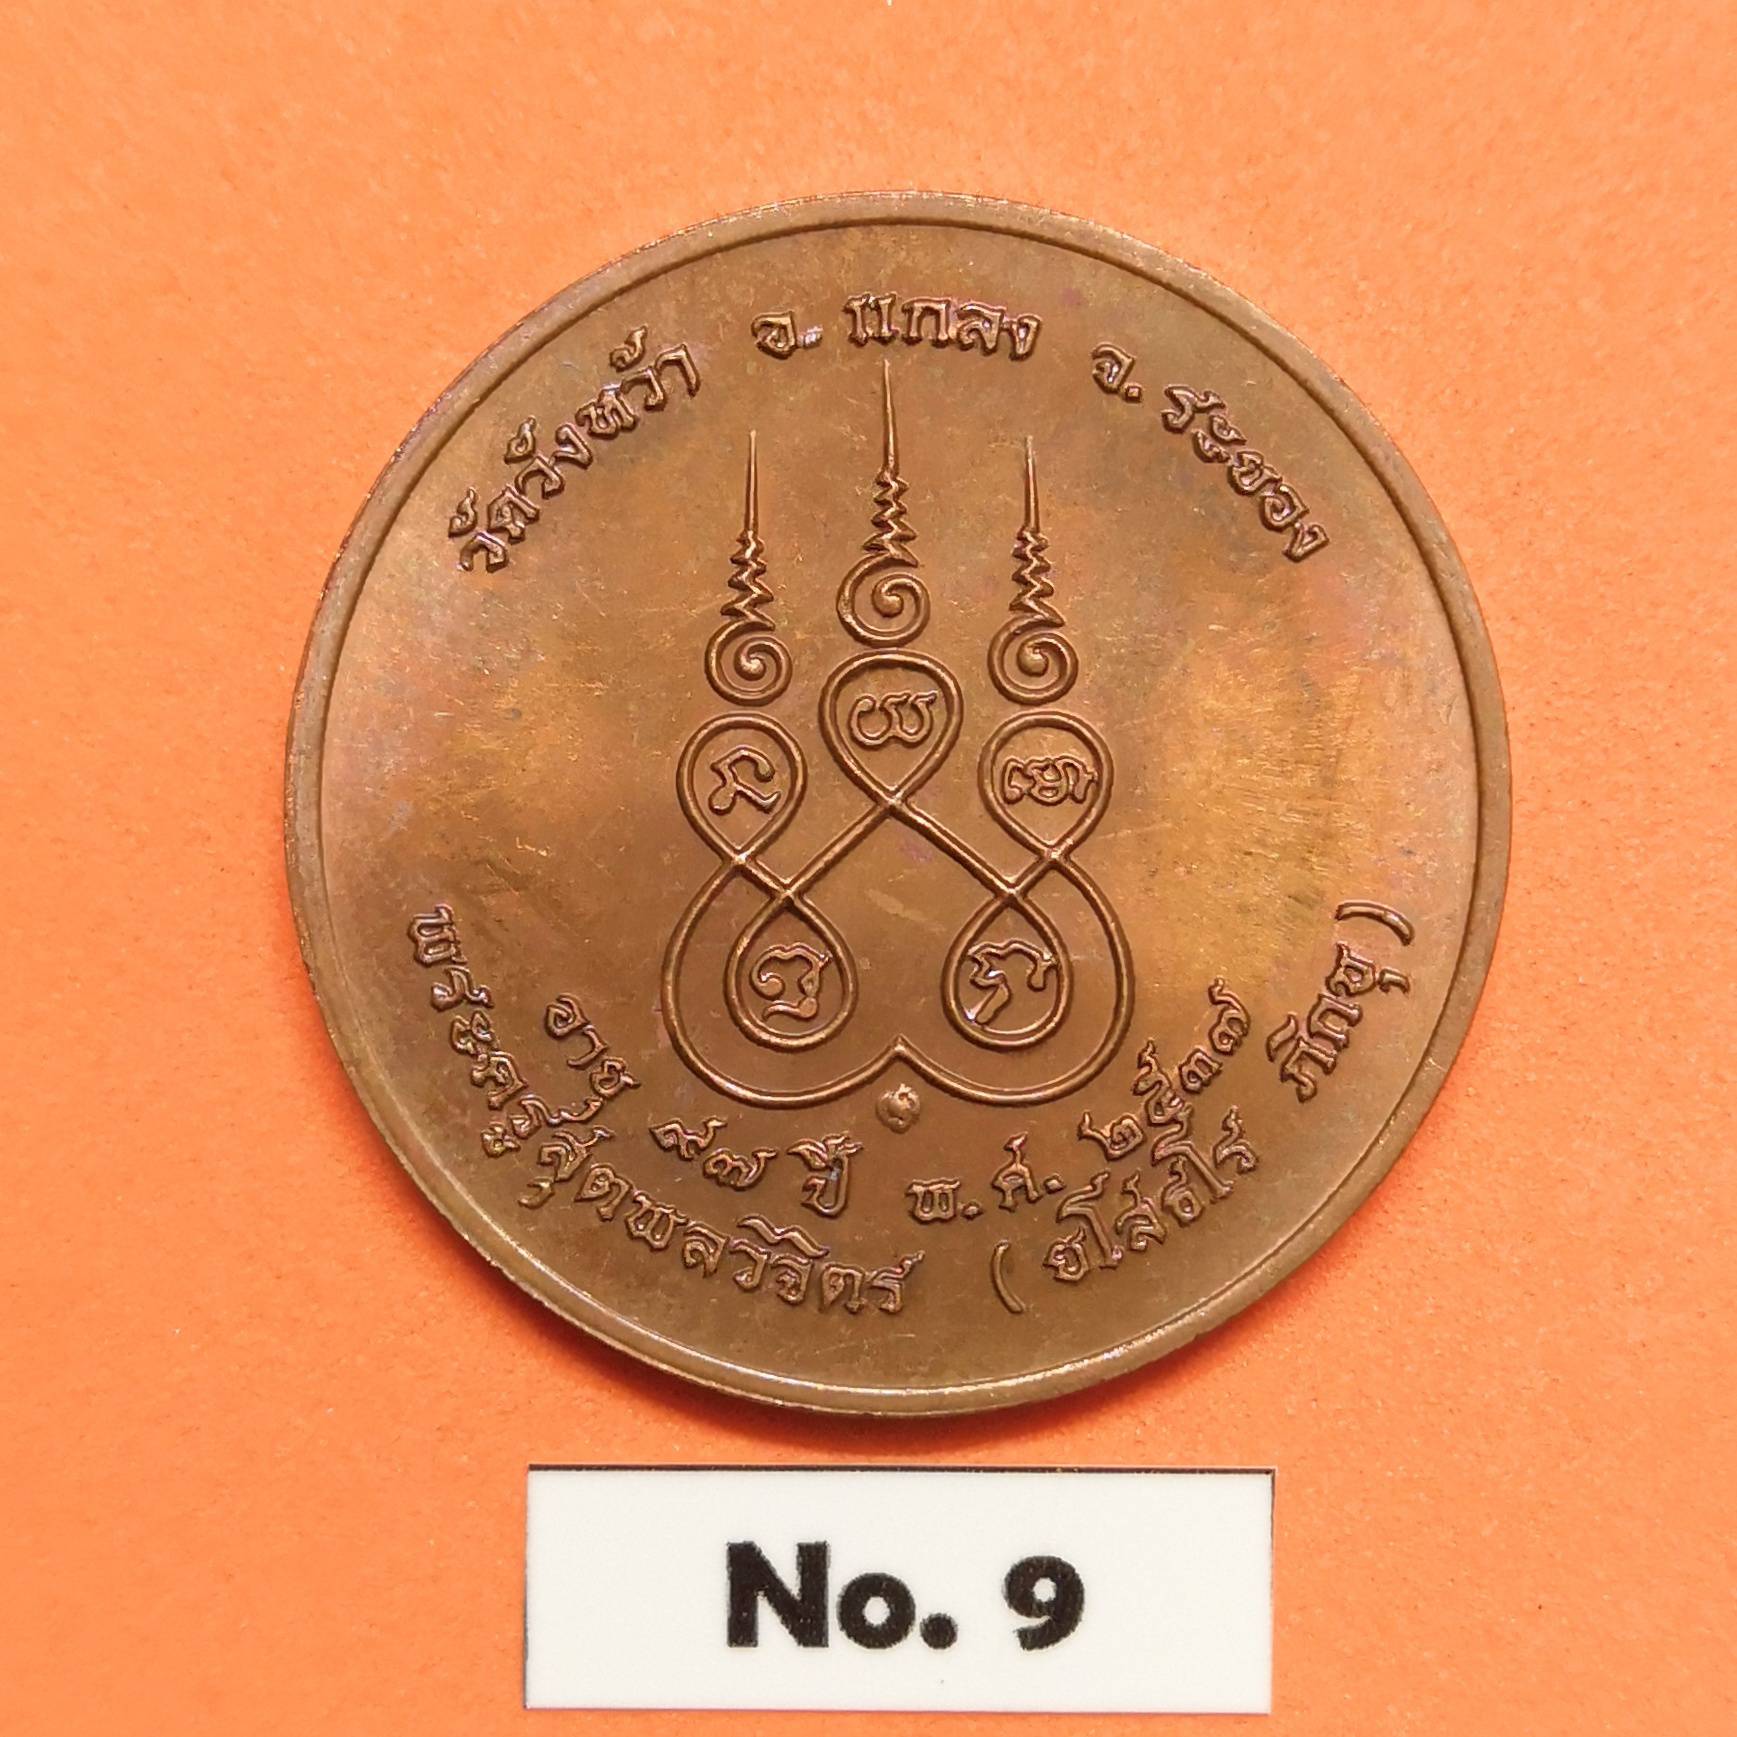 วัดวังหว้า อ. แกลง จ. ระยอง
อายุ ๙๗ ปี พ.ศ. ๒๕๓๗
พระครูสุตพลวิจิตร ( ยโสธโร ภิกขุ )
No. 9